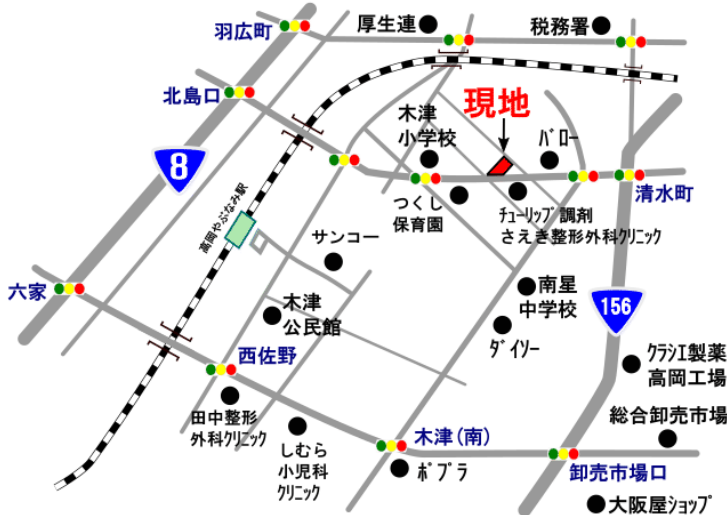 羽広町
厚生連
税務署
北島口
木津
小学校
現地
バロー
8
つくし
保育園
チューリップ調剤
さえき整形外科クリニック
清水町
高岡やぶなみ駅
サンコー
六家
木津
公民館
南星
中学校
156
ダイソー
西佐野
クラシエ製薬
高岡工場
田中整形
外科クリニック
しむら
小児科
クリニック
木津(南)
ポプラ
総合卸売市場
卸売市場口
大阪屋ショップ